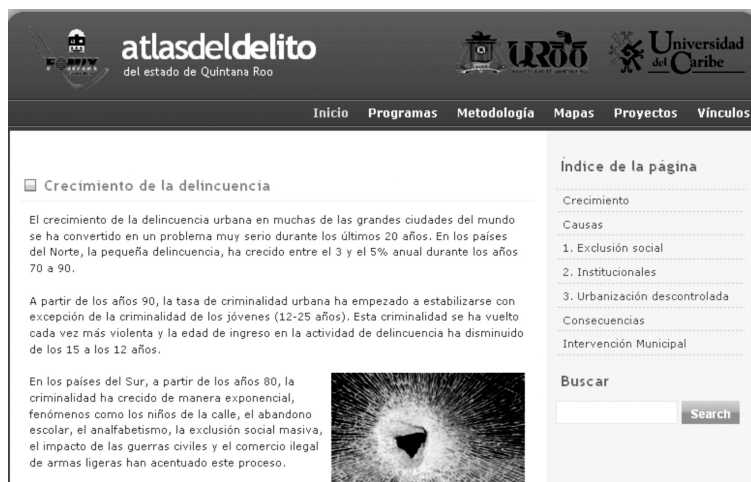 FOMIX
atlasdeldelito
del estado de Quintana Roo
UROO
Universidad
del Caribe
Inicio Programas Metodología Mapas Proyectos Vínculos
Crecimiento de la delincuencia
El crecimiento de la delincuencia urbana en muchas de las grandes ciudades del mundo
se ha convertido en un problema muy serio durante los últimos 20 años. En los países
del Norte, la pequeña delincuencia, ha crecido entre el 3 y el 5% anual durante los años
70 a 90.
A partir de los años 90, la tasa de criminalidad urbana ha empezado a estabilizarse con
excepción de la criminalidad de los jóvenes (12-25 años). Esta criminalidad se ha vuelto
cada vez más violenta y la edad de ingreso en la actividad de delincuencia ha disminuido
de los 15 a los 12 años.
En los países del Sur, a partir de los años 80, la
criminalidad ha crecido de manera exponencial,
fenómenos como los niños de la calle, el abandono
escolar, el analfabetismo, la exclusión social masiva,
el impacto de las guerras civiles y el comercio ilegal
de armas ligeras han acentuado este proceso.
Índice de la página
Crecimiento
Causas
1. Exclusión social
2. Institucionales
3. Urbanización descontrolada
Consecuencias
Intervención Municipal
Buscar
Search